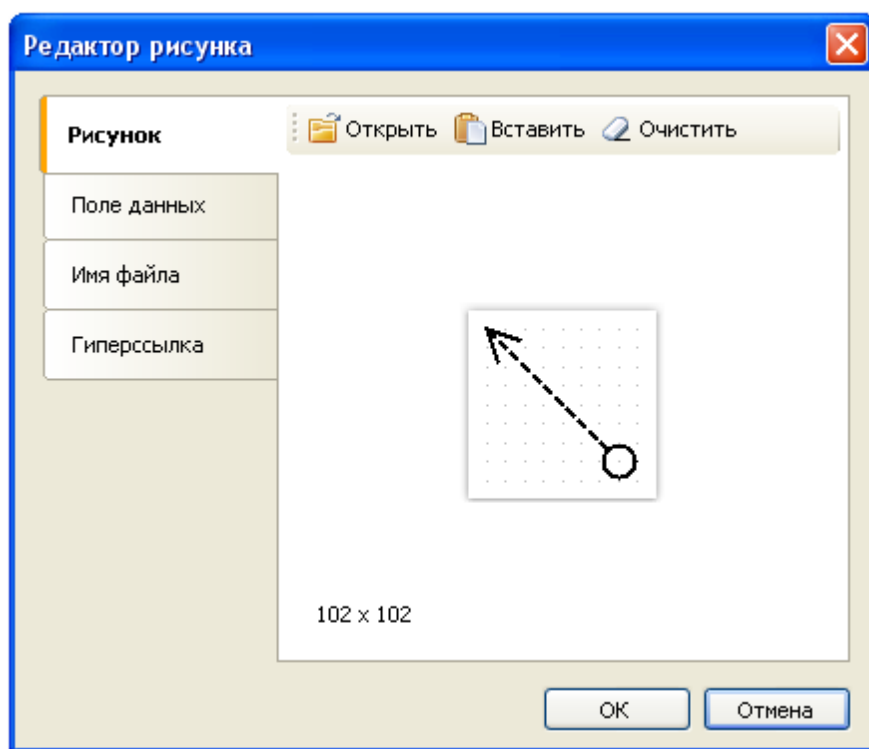 Редактор рисунка
Рисунок
Открыть Вставить Очистить
Поле данных
Имя файла
Гиперссылка
102 x 102
OK Отмена